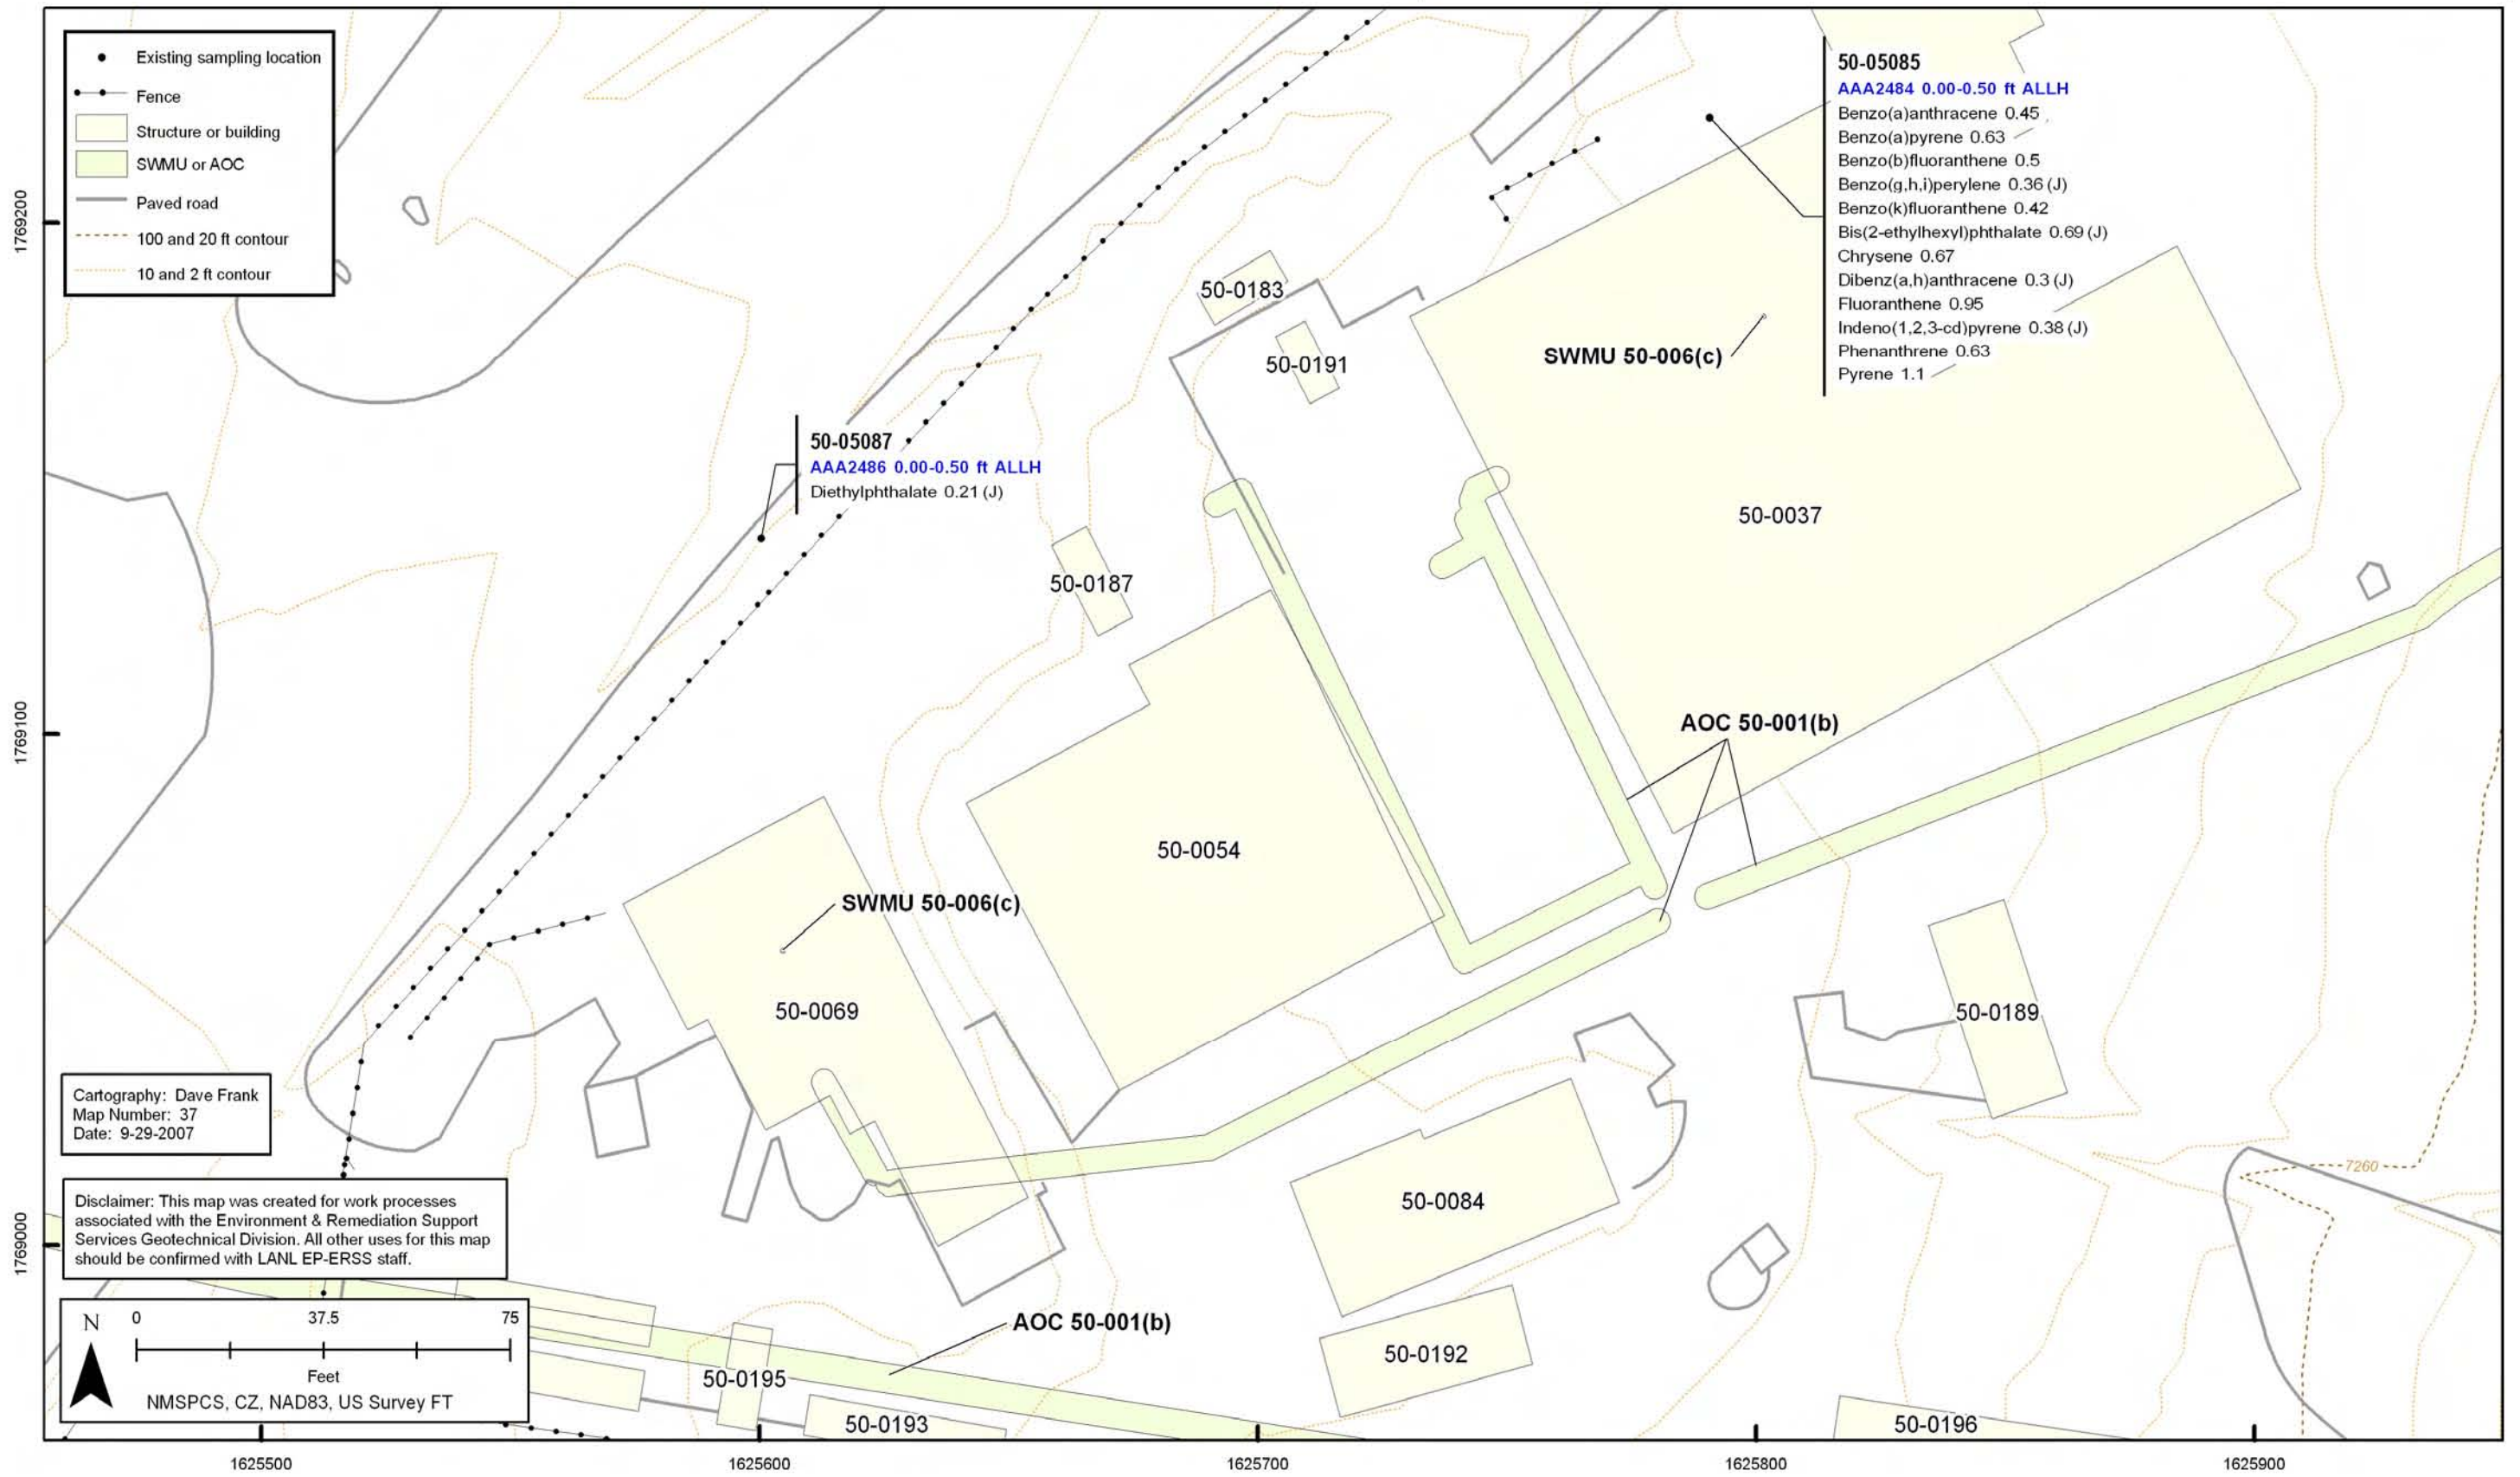 Existing sampling location
Fence
Structure or building
SWMU or AOC
Paved road
100 and 20 ft contour
10 and 2 ft contour
50-05085
AAA2484 0.00-0.50 ft ALLH
Benzo(a)anthracene 0.45
Benzo(a)pyrene 0.63
Benzo(b)fluoranthene 0.5
Benzo(g,h,i)perylene 0.36 (J)
Benzo(k)fluoranthene 0.42
Bis(2-ethylhexyl)phthalate 0.69 (J)
Chrysene 0.67
Dibenz(a,h)anthracene 0.3 (J)
Fluoranthene 0.95
Indeno(1,2,3-cd)pyrene 0.38 (J)
Phenanthrene 0.63
Pyrene 1.1
1769200
50-0183
50-0191
SWMU 50-006(c)
50-05087
AAA2486 0.00-0.50 ft ALLH
Diethylphthalate 0.21 (J)
50-0037
50-0187
1769100
AOC 50-001(b)
50-0054
SWMU 50-006(c)
50-0069
50-0189
Cartography: Dave Frank
Map Number: 37
Date: 9-29-2007
7260
50-0084
Disclaimer: This map was created for work processes
associated with the Environment & Remediation Support
Services Geotechnical Division. All other uses for this map
should be confirmed with LANL EP-ERSS staff.
1769000
N
0 37.5 75
Feet
NMSPCS, CZ, NAD83, US Survey FT
AOC 50-001(b)
50-0192
50-0195
50-0193
50-0196
1625500 1625600 1625700 1625800 1625900